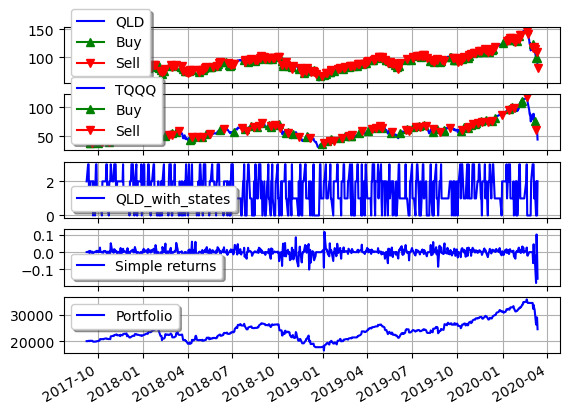 150
100
QLD
Buy
Sell
100
50
TQQQ
Buy
Sell
2
0
QLD_with_states
0.1
0.0
−0.1
Simple returns
30000
20000
Portfolio
2017-10 2018-01 2018-04 2018-07 2018-10 2019-01 2019-04 2019-07 2019-10 2020-01 2020-04